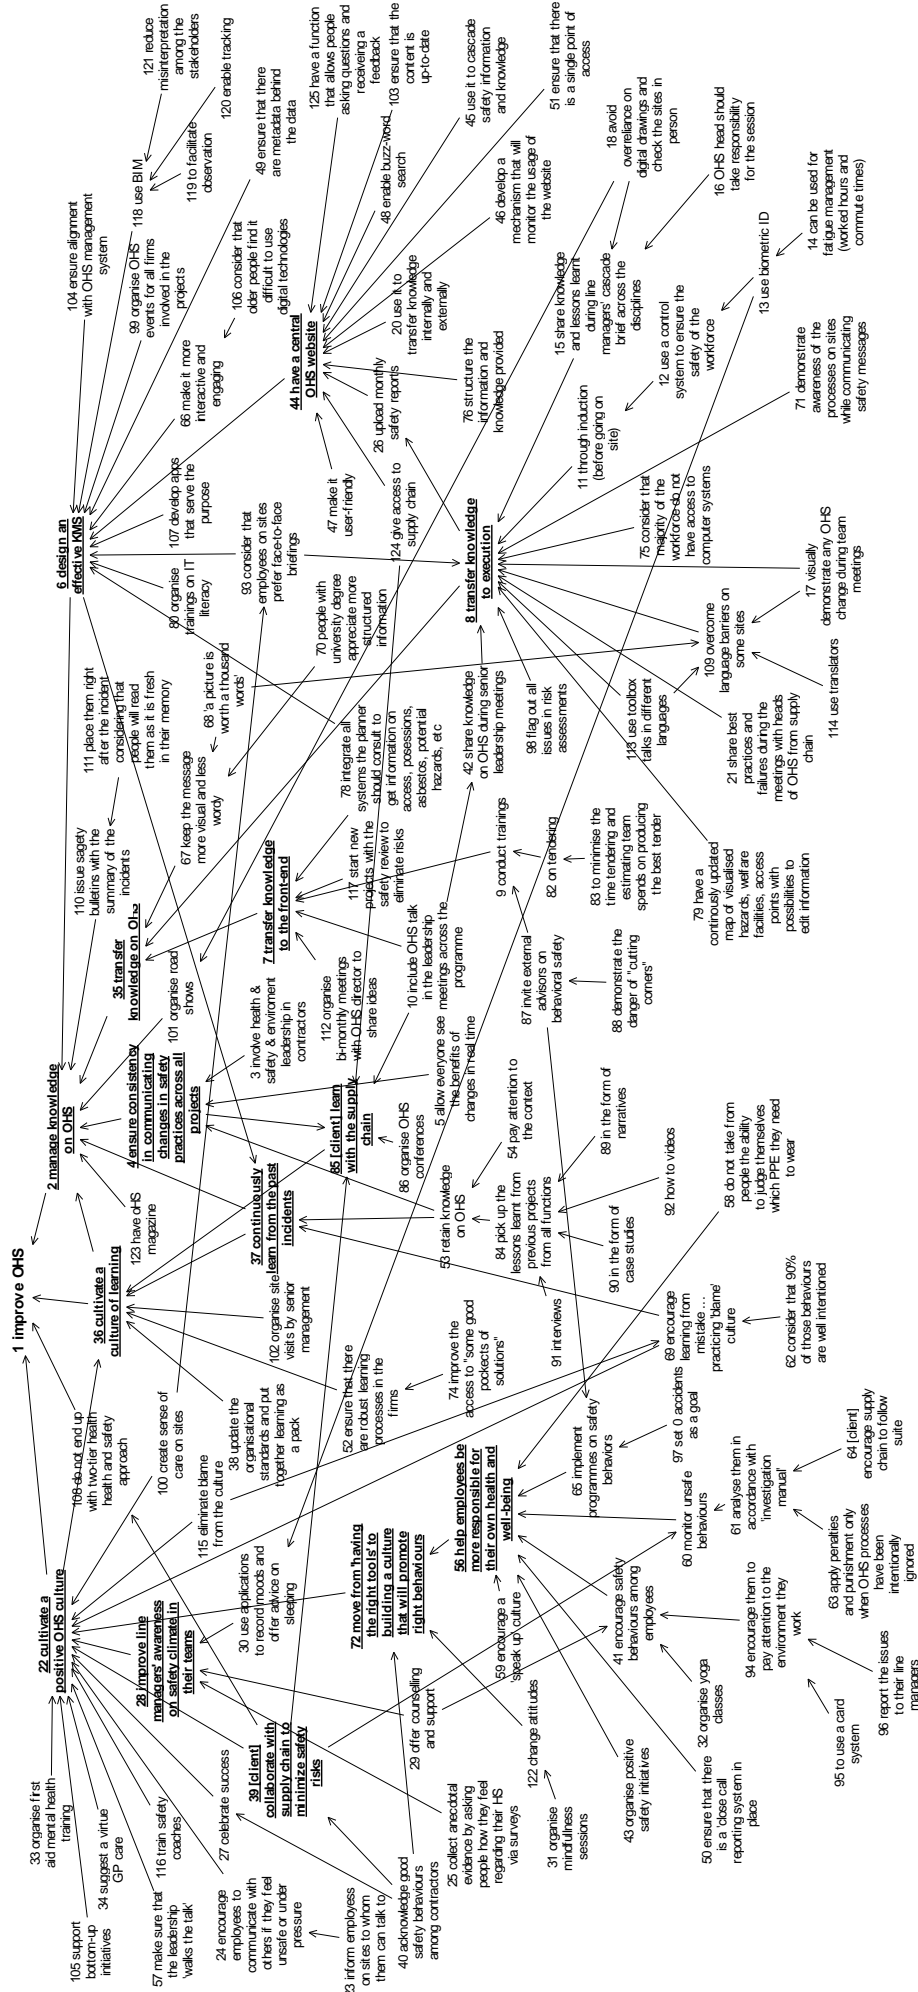 1 improve OHS
33 organise first
aid mental health
training
105 support
bottom-up
initiatives
34 suggest a virtue
GP care
57 make sure that
the leadership
'walks the talk'
116 train safety
coaches
22 cultivate a
positive OHS culture
108 do not end up
with two-tier health
and safety
approach
24 encourage
employees to
communicate with
others if they feel
unsafe or under
pressure
27 celebrate success
28 improve line
managers' awareness
on safety climate in
their teams
100 create sense of
care on sites
115 eliminate blame
from the culture
employess
on sites to whom
them can talk to
40 acknowledge good
safety behaviours
among contractors
39 [client]
collaborate with
supply chain to
minimize safety
risks
30 use applications
to record moods and
offer advice on
sleeping
38 update the
organisational
standards and put
together learning as
a pack
25 collect anecdotal
evidence by asking
people how they feel
regarding their HS
via surveys
29 offer counselling
and support
72 move from 'having
the right tools' to
building a culture
that will promote
right behaviours
52 ensure that there
are robust learning
processes in the
firms
31 organise
mindfulness
sessions
122 change attitudes
59 encourage a
'speak up culture'
56 help employees be
more responsible for
their own health and
well-being
74 improve the
access to "some good
pockects of
solutions"
43 organise positive
safety initiatives
41 encourage safety
behaviours among
employees
65 implement
programmes on safety
behaviors
50 ensure that there
is a 'close call'
reporting system in
place
32 organise yoga
classes
60 monitor unsafe
behaviours
97 set 0 accidents
as a goal
94 encourage them to
pay attention to the
environment they
work
61 analyse them in
accordance with
'investigation
manual'
95 to use a card
system
96 report the issues
to their line
managers
63 apply penalties
and punishment only
when OHS processes
have been
intentionally
ignored
64 [client]
encourage supply
chain to follow
suite
36 cultivate a
culture of learning
123 have oHS
magazine
2 manage knowledge
on OHS
102 organise site
visits by senior
management
37 continuously
learn from the past
incidents
4 ensure consistency
in communicating
changes in safety
practices across all
projects
101 organise road
shows
110 issue sagety
bulletins with the
summary of the
incidents
111 place them right
after the incident
considering that
people will read
them as it is fresh
in their memory
35 transfer
knowledge on
3 involve health &
safety & enviroment
leadership in
contractors
85 [client] learn
with the supply
chain
86 organise OHS
conferences
112 organise
bi-monthly meetings
with OHS director to
share ideas
7 transfer knowledge
to the front-end
53 retain knowledge
on OHS
54 pay attention to
the context
5 allow everyone see
the benefits of
changes in real time
10 include OHS talk
in the leadership
meetings across the
programme
117 start new
projects with the
safety review to
eliminate risks
78 integrate all
systems the planner
should consult to
get information on
access, posessions,
asbestos, potential
hazards, etc
84 pick up the
lessons learnt from
previous projects
from all functions
91 interviews
90 in the form of
case studies
92 how to videos
89 in the form of
narratives
87 invite external
advisors on
behavioral safety
88 demonstrate the
danger of "cutting
corners"
9 conduct trainings
82 on tendering
83 to minimise the
time tendering and
estimating team
spends on producing
the best tender
69 encourage
learning from
mistake ...
practicing 'blame'
culture
62 consider that 90%
of those behaviours
are well intentioned
58 do not take from
people the ability
to judge themselves
which PPE they need
to wear
6 design an
effective KMS
67 keep the message
more visual and less
wordy
68 'a picture is
worth a thousand
words
80 organise
trainings on IT
literacy
107 develop apps
that serve the
purpose
66 make it more
interactive and
engaging
99 organise OHS
events for all firms
involved in the
projects
104 ensure alignment
with OHS management
system
118 use BIM
121 reduce
misinterpretation
among the
stakeholders
119 to facilitate
observation
120 enable tracking
70 people with
university degree
appreciate more
structured
information
93 consider that
employees on sites
prefer face-to-face
briefings
106 consider that
older people find it
difficult to use
digital technologies
49 ensure that there
are metadata behind
the data
44 have a central
OHS website
47 make it
user-friendly
124 give access to
supply chain
26 upload monthly
safety reports
20 use it to
transfer knowledge
internally and
externally
48 enable buzz-word
search
125 have a function
that allows people
asking questions and
receiveing a
feedback
103 ensure that the
content is
up-to-date
45 use it to cascade
safety information
and knowledge
51 ensure that there
is a single point of
access
46 develop a
mechanism that will
monitor the usage of
the website
76 structure the
information and
knowledge provided
42 share knowledge
on OHS during senior
leadership meetings
8 transfer knowledge
to execution
98 flag out all
issues in risk
assessments
15 share knowledge
and lessons learnt
during line
managers' cascade
brief across the
disciplines
18 avoid
overreliance on
digital drawings and
check the sites in
person
16 OHS head should
take responsibility
for the session
11 through induction
(before going on
site)
12 use a control
system to ensure the
safety of the
workforce
13 use biometric ID
14 can be used for
fatigue management
(worked hours and
commute times)
75 consider that
majority of the
workforce do not
have access to
computer systems
113 use toolbox
talks in different
languages
109 overcome
language barriers on
some sites
17 visually
demonstrate any OHS
change during team
meetings
114 use translators
21 share best
practices and
failures during the
meetings with heads
of OHS from supply
chain
79 have a
continously updated
map of visualised
hazards, welfare
facilities, access
points with
possibilities to
edit information
71 demonstrate
awareness of the
processes on sites
while communicating
safety messages